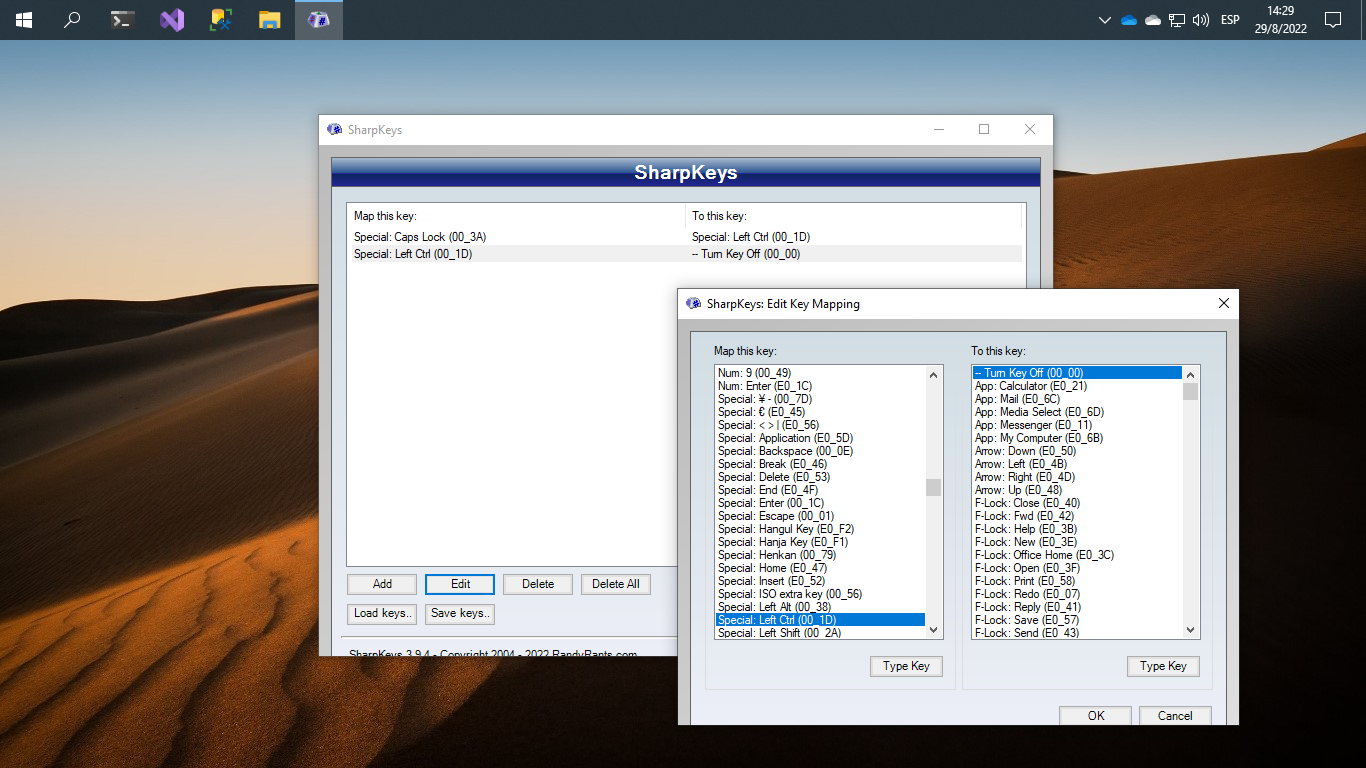 ESP
14:29
29/8/2022
SharpKeys
SharpKeys
Map this key:
To this key:
Special: Caps Lock (00_3A)
Special: Left Ctrl (00_1D)
Special: Left Ctrl (00_1D)
-- Turn Key Off (00_00)
Add
Edit
Delete
Delete All
Load keys..
Save keys..
SharpKeys 3.9.4 - Copyright 2004 - 2022 RandyRants.com
SharpKeys: Edit Key Mapping
Map this key:
Num: 9 (00_49)
Num: Enter (E0_1C)
Special: ¥ - (00_7D)
Special: € (E0_45)
Special: < > | (E0_56)
Special: Application (E0_5D)
Special: Backspace (00_0E)
Special: Break (E0_46)
Special: Delete (E0_53)
Special: End (E0_4F)
Special: Enter (00_1C)
Special: Escape (00_01)
Special: Hangul Key (E0_F2)
Special: Hanja Key (E0_F1)
Special: Henkan (00_79)
Special: Home (E0_47)
Special: Insert (E0_52)
Special: ISO extra key (00_56)
Special: Left Alt (00_38)
Special: Left Ctrl (00_1D)
Special: Left Shift (00_2A)
Type Key
To this key:
-- Turn Key Off (00_00)
App: Calculator (E0_21)
App: Mail (E0_6C)
App: Media Select (E0_6D)
App: Messenger (E0_11)
App: My Computer (E0_6B)
Arrow: Down (E0_50)
Arrow: Left (E0_4B)
Arrow: Right (E0_4D)
Arrow: Up (E0_48)
F-Lock: Close (E0_40)
F-Lock: Fwd (E0_42)
F-Lock: Help (E0_3B)
F-Lock: New (E0_3E)
F-Lock: Office Home (E0_3C)
F-Lock: Open (E0_3F)
F-Lock: Print (E0_58)
F-Lock: Redo (E0_07)
F-Lock: Reply (E0_41)
F-Lock: Save (E0_57)
F-Lock: Send (E0_43)
Type Key
OK
Cancel